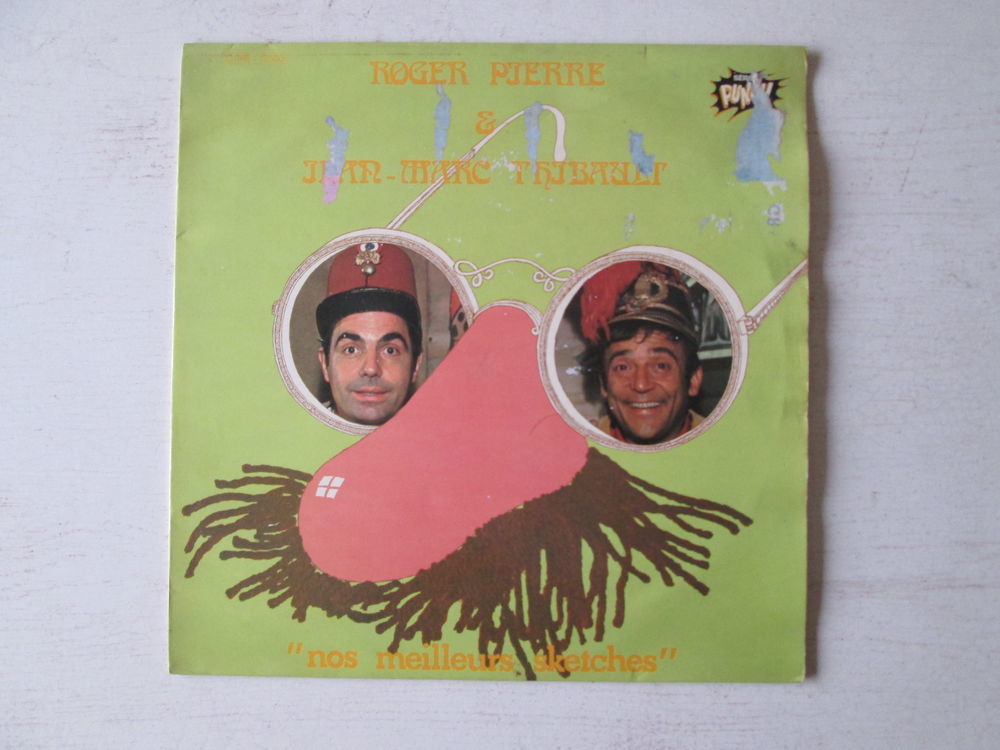 ROGER PIERRE
&
JEAN-MARC THIBAULT
PUNCH
"nos meilleurs sketches"